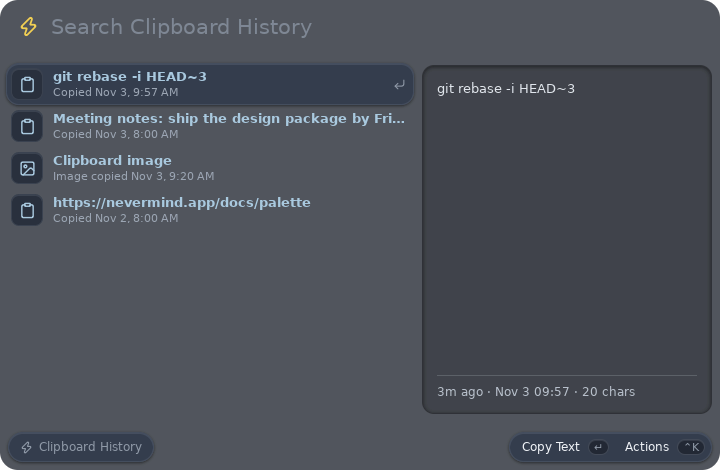 Search Clipboard History
git rebase -i HEAD~3
Copied Nov 3, 9:57 AM
Meeting notes: ship the design package by Fri...
Copied Nov 3, 8:00 AM
Clipboard image
Image copied Nov 3, 9:20 AM
https://nevermind.app/docs/palette
Copied Nov 2, 8:00 AM
git rebase -i HEAD~3
3m ago · Nov 3 09:57 · 20 chars
Clipboard History
Copy Text ↵ Actions ^K